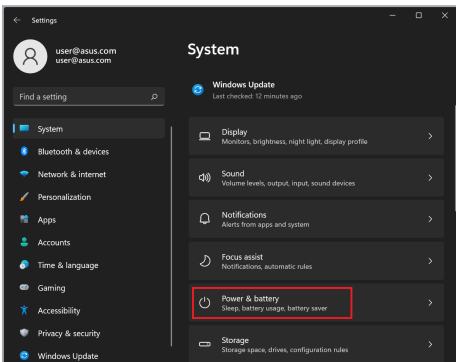 Settings
user@asus.com
user@asus.com
Find a setting
System
Bluetooth & devices
Network & internet
Personalization
Apps
Accounts
Time & language
Gaming
Accessibility
Privacy & security
Windows Update
System
Windows Update
Last checked: 12 minutes ago
Display
Monitors, brightness, night light, display profile
Sound
Volume levels, output, input, sound devices
Notifications
Alerts from apps and system
Focus assist
Notifications, automatic rules
Power & battery
Sleep, battery usage, battery saver
Storage
Storage space, drives, configuration rules